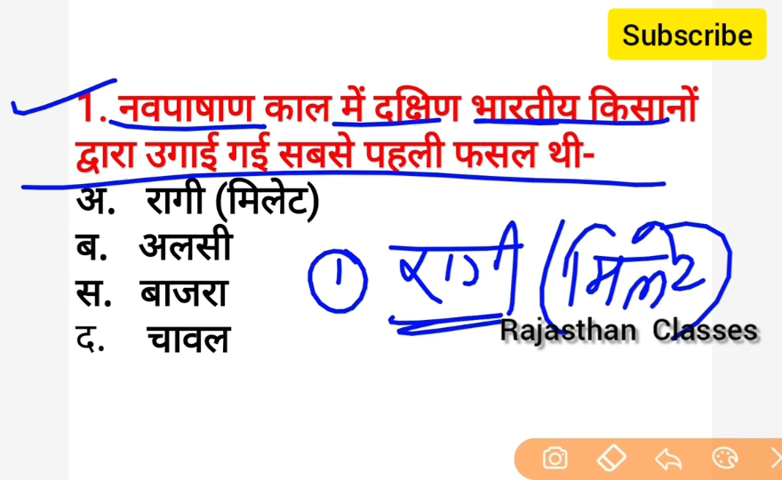 Subscribe
1. नवपाषाण काल में दक्षिण भारतीय किसानों
द्वारा उगाई गई सबसे पहली फसल थी-
अ. रागी (मिलेट)
ब. अलसी
स. बाजरा
द. चावल
1 रागी (मिलेट)
Rajasthan Classes